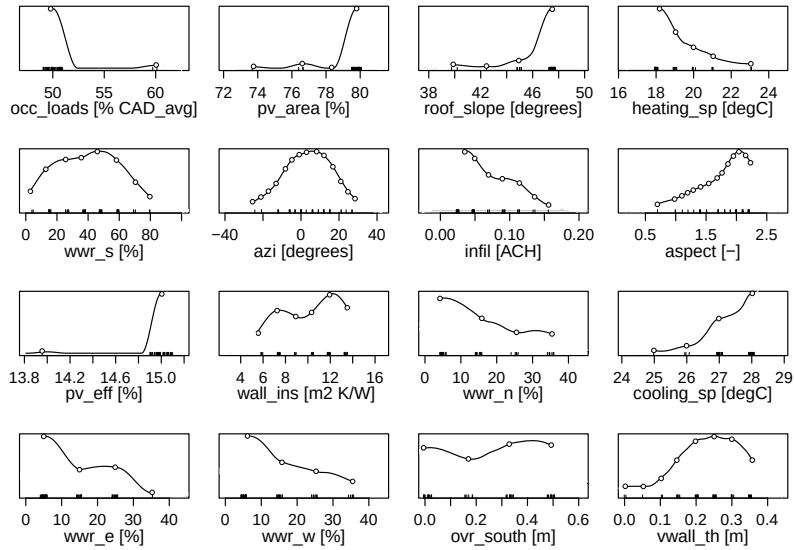 50 55 60
occ_loads [% CAD_avg]
72 74 76 78 80
pv_area [%]
38 42 46 50
roof_slope [degrees]
16 18 20 22 24
heating_sp [degC]
0 20 40 60 80
wwr_s [%]
−40 0 20 40
azi [degrees]
0.00 0.10 0.20
infil [ACH]
0.5 1.5 2.5
aspect [−]
13.8 14.2 14.6 15.0
pv_eff [%]
4 8 12 16
wall_ins [m2 K/W]
0 10 20 30 40
wwr_n [%]
24 25 26 27 28 29
cooling_sp [degC]
0 10 20 30 40
wwr_e [%]
0 10 20 30 40
wwr_w [%]
0.0 0.2 0.4 0.6
ovr_south [m]
0.0 0.1 0.2 0.3 0.4
vwall_th [m]